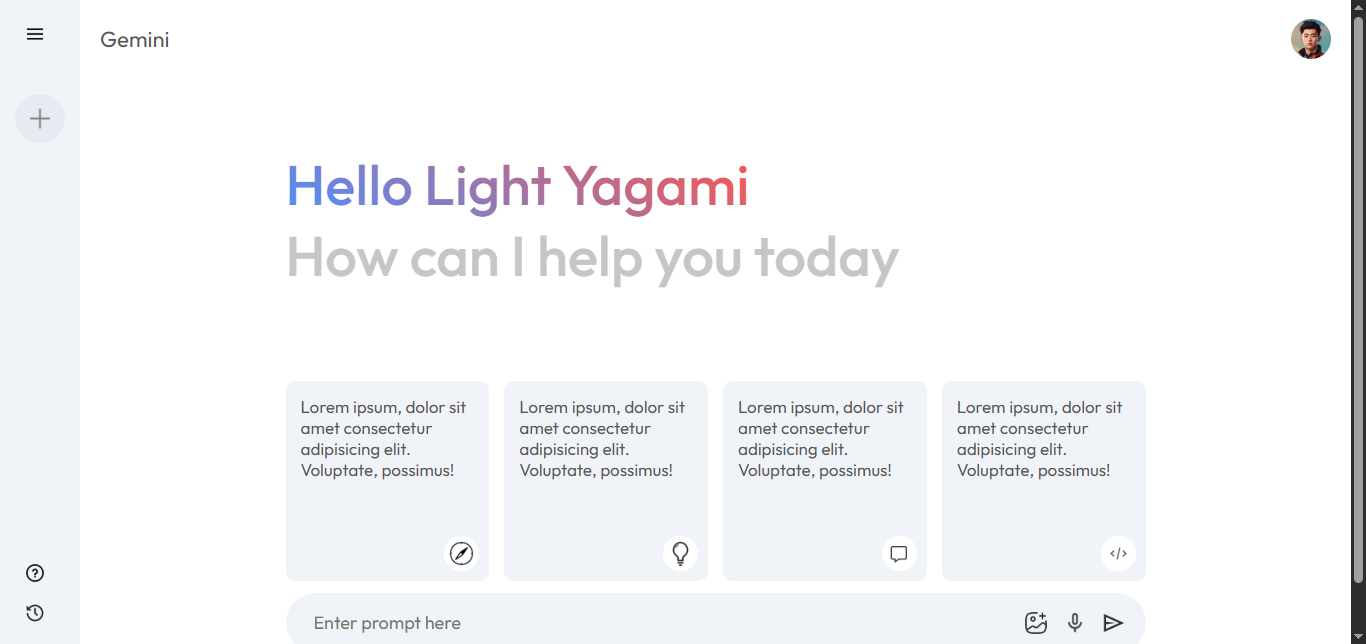 Gemini
Hello Light Yagami
How can I help you today
Lorem ipsum, dolor sit
amet consectetur
adipisicing elit.
Voluptate, possimus!
Lorem ipsum, dolor sit
amet consectetur
adipisicing elit.
Voluptate, possimus!
Lorem ipsum, dolor sit
amet consectetur
adipisicing elit.
Voluptate, possimus!
Lorem ipsum, dolor sit
amet consectetur
adipisicing elit.
Voluptate, possimus!
Enter prompt here